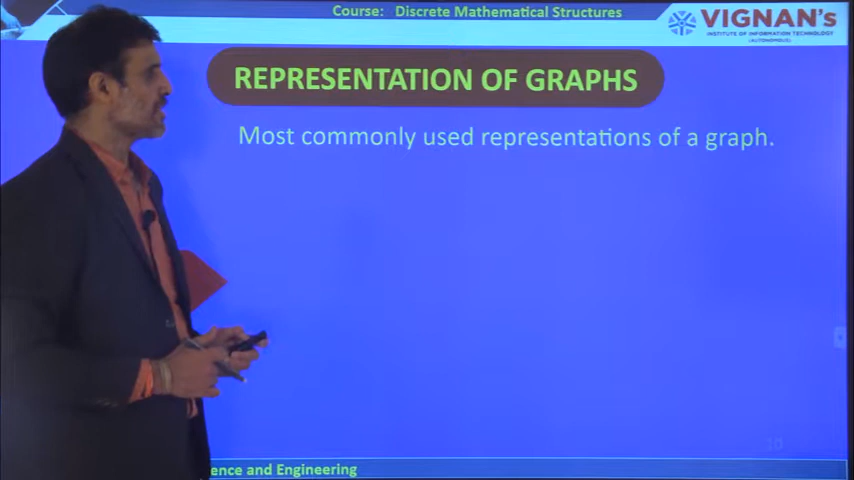 Course: Discrete Mathematical Structures
VIGNAN's
INSTITUTE OF INFORMATION TECHNOLOGY
(AUTONOMOUS)
REPRESENTATION OF GRAPHS
Most commonly used representations of a graph.
10
ence and Engineering